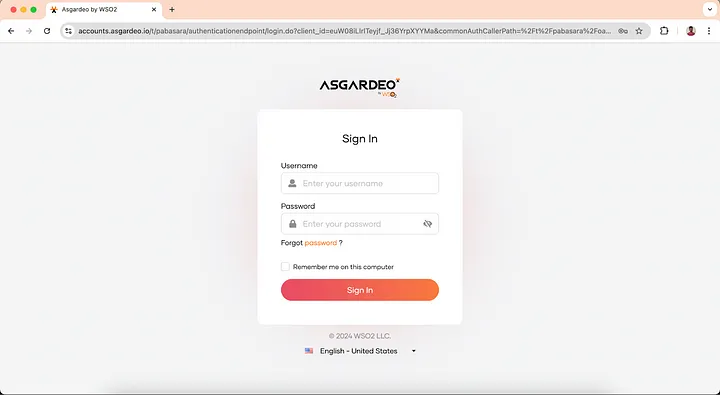 Asgardeo by WSO2
accounts.asgardeo.io/t/pabasara/authenticationendpoint/login.do?client_id=euW08iLIrlTeyjf_Jj36YrpXYYMa&commonAuthCallerPath=%2Ft%2Fpabasara%2Foa...
ASGARDEO
by WSO2
Sign In
Username
Enter your username
Password
Enter your password
Forgot password ?
Remember me on this computer
Sign In
© 2024 WSO2 LLC.
English - United States